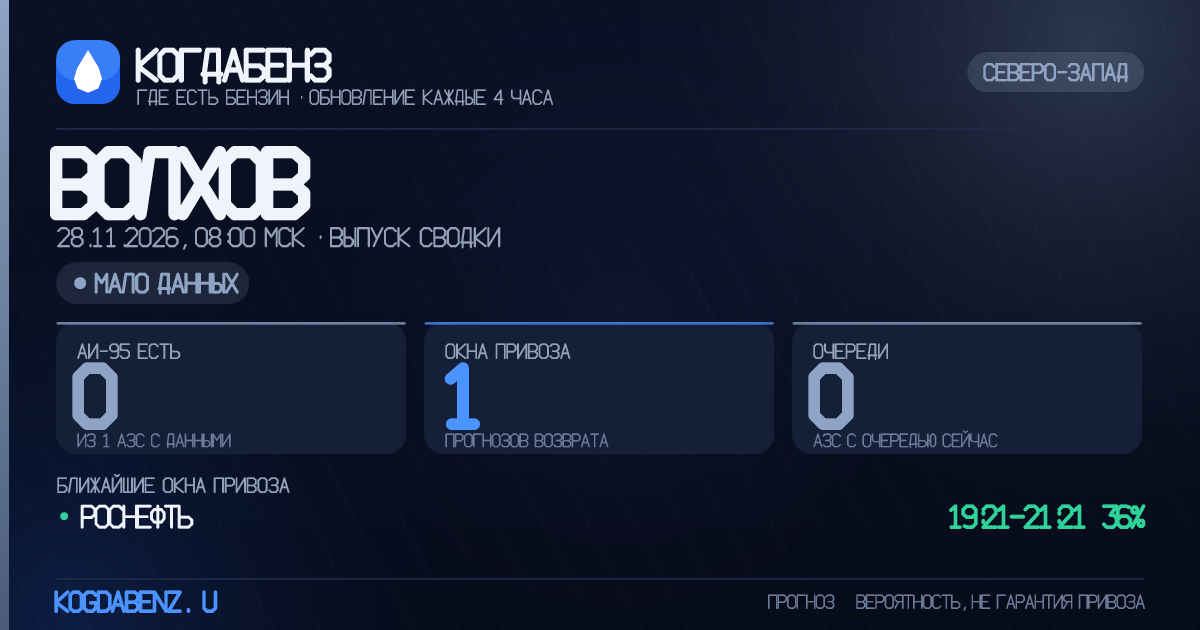 КОГДАБЕНЗ
ГДЕ ЕСТЬ БЕНЗИН · ОБНОВЛЕНИЕ КАЖДЫЕ 4 ЧАСА
СЕВЕРО-ЗАПАД
ВОЛХОВ
28.11.2026, 08:00 МСК · ВЫПУСК СВОДКИ
МАЛО ДАННЫХ
АИ-95 ЕСТЬ
0
ИЗ 1 АЗС С ДАННЫМИ
ОКНА ПРИВОЗА
1
ПРОГНОЗОВ ВОЗВРАТА
ОЧЕРЕДИ
0
АЗС С ОЧЕРЕДЬЮ СЕЙЧАС
БЛИЖАЙШИЕ ОКНА ПРИВОЗА
• РОСНЕФТЬ 19:21-21:21 36%
KOGDABENZ. U
ПРОГНОЗ ВЕРОЯТНОСТЬ, НЕ ГАРАНТИЯ ПРИВОЗА